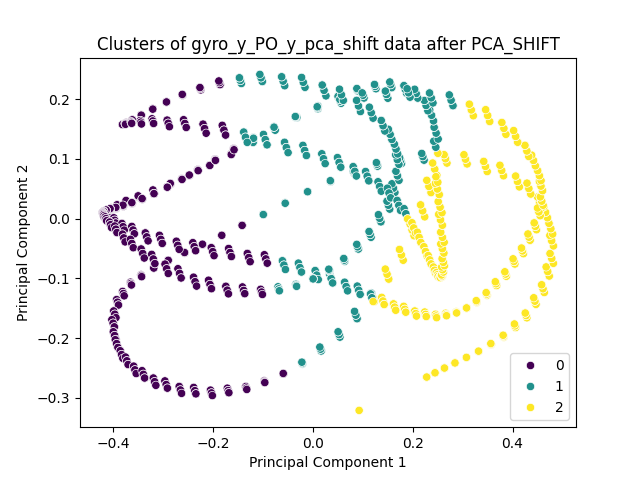 Clusters of gyro_y_PO_y_pca_shift data after PCA_SHIFT
Principal Component 2
0.2
0.1
0.0
−0.1
−0.2
−0.3
−0.4 −0.2 0.0 0.2 0.4
Principal Component 1
0
1
2